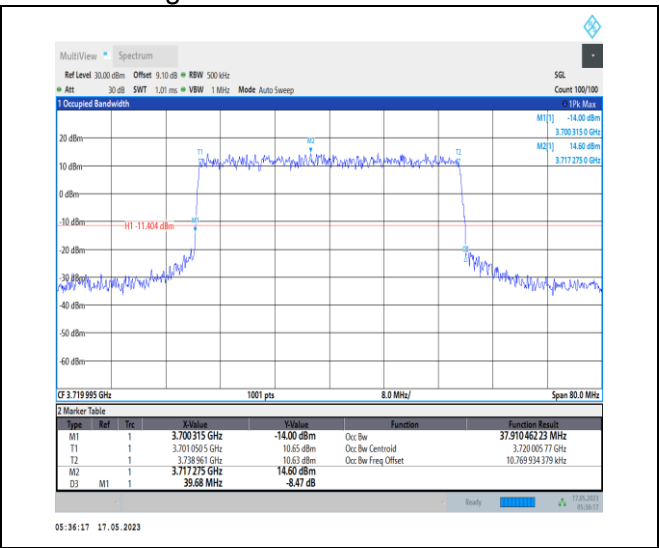 MultiView Spectrum
Ref Level 30.00 dBm Offset 9.10 dB RBW 500 kHz SGL
Att 30 dB SWT 1.01 ms VBW 1 MHz Mode Auto Sweep Count 100/100
1 Occupied Bandwidth 1Pk Max
M1[1] -14.00 dBm
3.700 315 0 GHz
M2[1] 14.60 dBm
3.717 275 0 GHz
20 dBm
M2
T1
T2
10 dBm
0 dBm
-10 dBm
M1
H1 -11.404 dBm
-20 dBm
D3
-30 dBm
-40 dBm
-50 dBm
-60 dBm
CF 3.719 995 GHz 1001 pts 8.0 MHz/ Span 80.0 MHz
2 Marker Table
Type Ref Trc X-Value Y-Value Function Function Result
M1 1 3.700 315 GHz -14.00 dBm Occ Bw 37.910 462 23 MHz
T1 1 3.701 050 5 GHz 10.65 dBm Occ Bw Centroid 3.720 005 77 GHz
T2 1 3.738 961 GHz 10.63 dBm Occ Bw Freq Offset 10.769 934 379 kHz
M2 1 3.717 275 GHz 14.60 dBm
D3 M1 1 39.68 MHz -8.47 dB
Ready 17.05.2023
05:36:17
05:36:17 17.05.2023